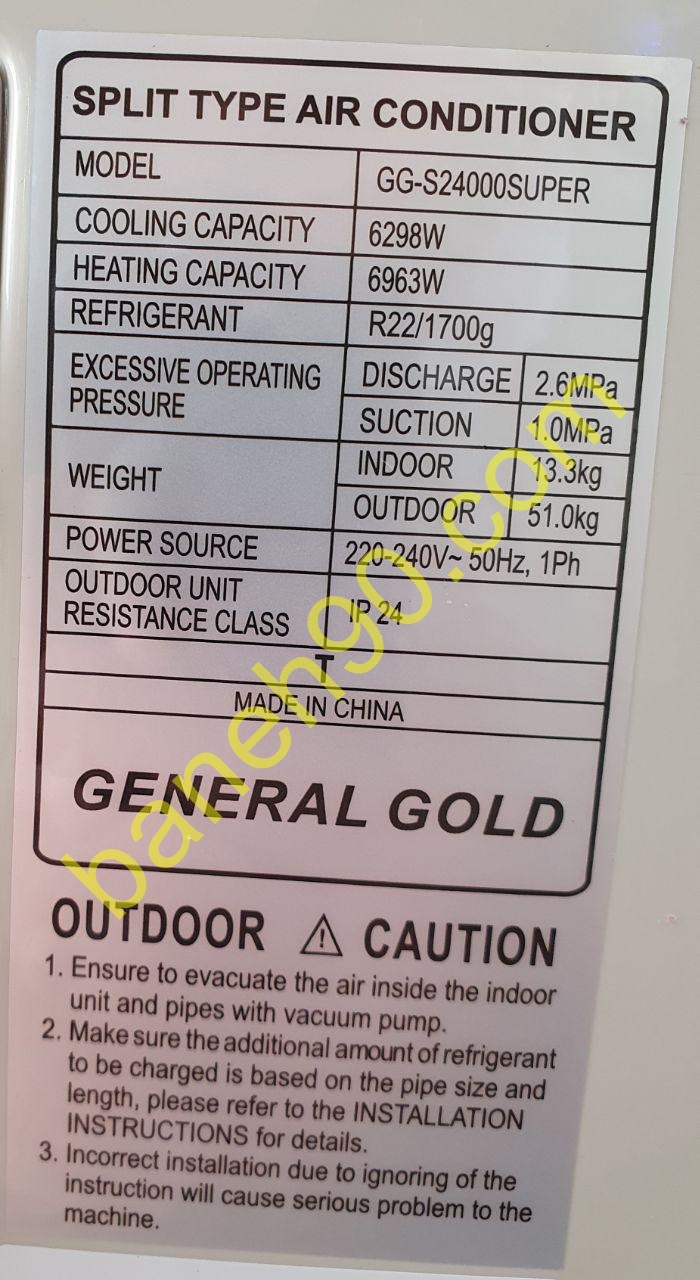 SPLIT TYPE AIR CONDITIONER
MODEL GG-S24000SUPER
COOLING CAPACITY 6298W
HEATING CAPACITY 6963W
REFRIGERANT R22/1700g
EXCESSIVE OPERATING
PRESSURE
DISCHARGE 2.6MPa
SUCTION 1.0MPa
WEIGHT
INDOOR 13.3kg
OUTDOOR 51.0kg
POWER SOURCE 220-240V~ 50Hz, 1Ph
OUTDOOR UNIT
RESISTANCE CLASS
IP 24
T
MADE IN CHINA
GENERAL GOLD
baneh90.com
OUTDOOR ⚠ CAUTION
1. Ensure to evacuate the air inside the indoor
unit and pipes with vacuum pump.
2. Make sure the additional amount of refrigerant
to be charged is based on the pipe size and
length, please refer to the INSTALLATION
INSTRUCTIONS for details.
3. Incorrect installation due to ignoring of the
instruction will cause serious problem to the
machine.